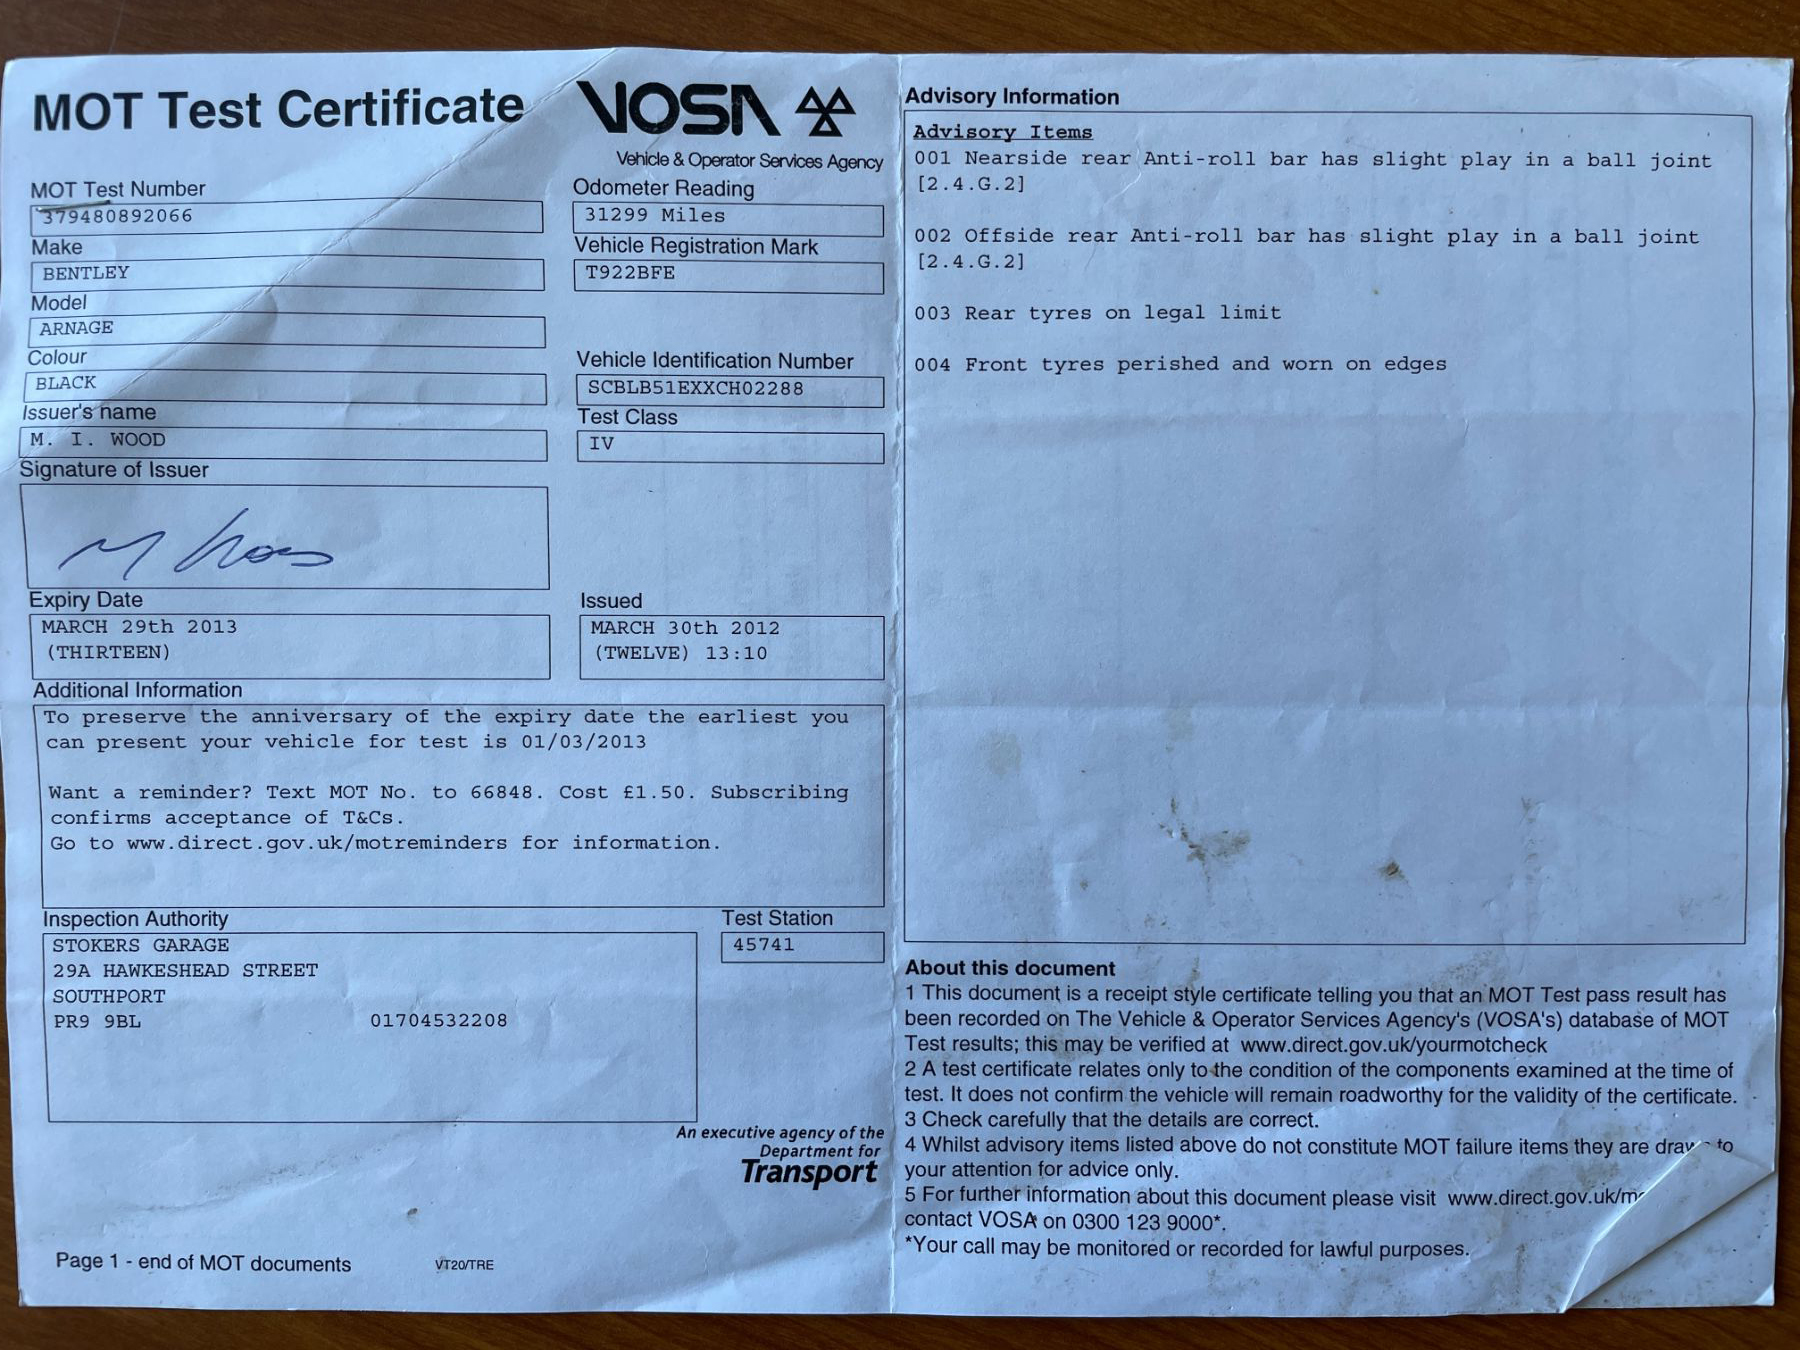 MOT Test Certificate
VOSA
Vehicle & Operator Services Agency
MOT Test Number
379480892066
Odometer Reading
31299 Miles
Make
BENTLEY
Vehicle Registration Mark
T922BFE
Model
ARNAGE
Colour
BLACK
Vehicle Identification Number
SCBLB51EXXCH02288
Issuer's name
M. I. WOOD
Test Class
IV
Signature of Issuer
Expiry Date
MARCH 29th 2013
(THIRTEEN)
Issued
MARCH 30th 2012
(TWELVE) 13:10
Additional Information
To preserve the anniversary of the expiry date the earliest you
can present your vehicle for test is 01/03/2013
Want a reminder? Text MOT No. to 66848. Cost £1.50. Subscribing
confirms acceptance of T&Cs.
Go to www.direct.gov.uk/motreminders for information.
Inspection Authority
STOKERS GARAGE
29A HAWKESHEAD STREET
SOUTHPORT
PR9 9BL 01704532208
Test Station
45741
An executive agency of the
Department for
Transport
Page 1 - end of MOT documents
VT20/TRE
Advisory Information
Advisory Items
001 Nearside rear Anti-roll bar has slight play in a ball joint
[2.4.G.2]
002 Offside rear Anti-roll bar has slight play in a ball joint
[2.4.G.2]
003 Rear tyres on legal limit
004 Front tyres perished and worn on edges
About this document
1 This document is a receipt style certificate telling you that an MOT Test pass result has
been recorded on The Vehicle & Operator Services Agency's (VOSA's) database of MOT
Test results; this may be verified at www.direct.gov.uk/yourmotcheck
2 A test certificate relates only to the condition of the components examined at the time of
test. It does not confirm the vehicle will remain roadworthy for the validity of the certificate.
3 Check carefully that the details are correct.
4 Whilst advisory items listed above do not constitute MOT failure items they are drawn to
your attention for advice only.
5 For further information about this document please visit www.direct.gov.uk/m
contact VOSA on 0300 123 9000*.
*Your call may be monitored or recorded for lawful purposes.